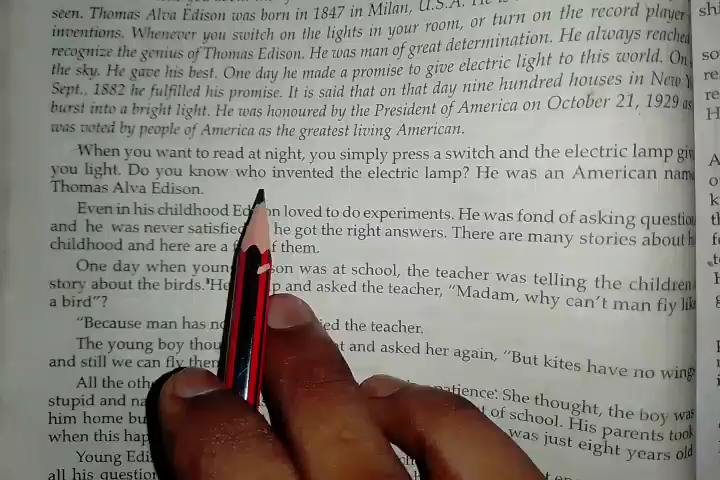 seen. Thomas Alva Edison was born in 1847 in Milan, U.S.A. He is
inventions. Whenever you switch on the lights in your room, or turn on the record player
recognize the genius of Thomas Edison. He was man of great determination. He always reached
the sky. He gave his best. One day he made a promise to give electric light to this world. On
Sept., 1882 he fulfilled his promise. It is said that on that day nine hundred houses in New Y
burst into a bright light. He was honoured by the President of America on October 21, 1929 as
was voted by people of America as the greatest living American.
When you want to read at night, you simply press a switch and the electric lamp giv
you light. Do you know who invented the electric lamp? He was an American name
Thomas Alva Edison.
Even in his childhood Ed on loved to do experiments. He was fond of asking question
and he was never satisfied he got the right answers. There are many stories about h
childhood and here are a f of them.
One day when young son was at school, the teacher was telling the children
story about the birds. He p and asked the teacher, “Madam, why can't man fly lik
a bird”?
“Because man has no ied the teacher.
The young boy thou t and asked her again, “But kites have no wings
and still we can fly them
All the othe patience. She thought, the boy was
stupid and na t of school. His parents took
him home bu was just eight years old
when this hap
Young Edi
all his question